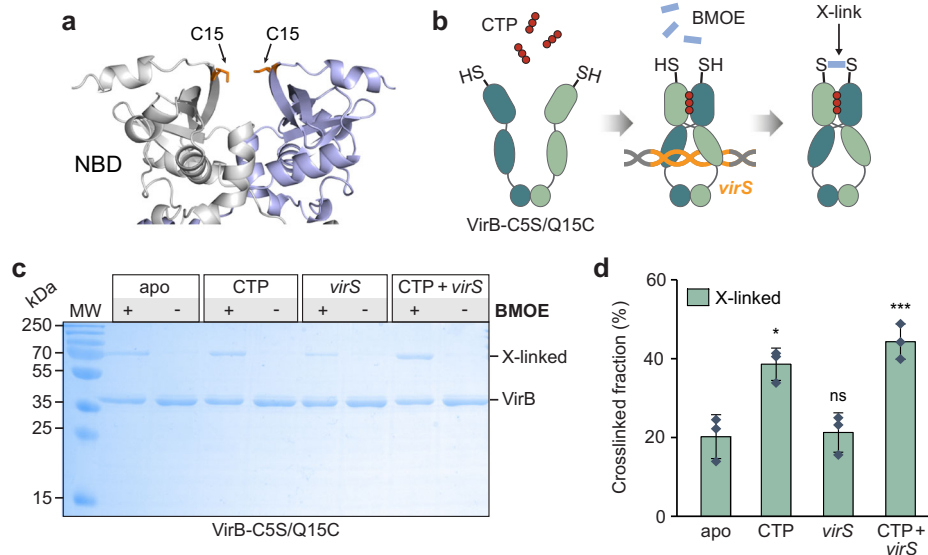 a
C15 C15
NBD
b
CTP
HS SH
VirB-C5S/Q15C
BMOE
HS SH
virS
X-link
S S
c
kDa
MW
apo CTP virS CTP + virS
+ - + - + - + - BMOE
250
70
55
35
25
15
X-linked
VirB
VirB-C5S/Q15C
d
Crosslinked fraction (%)
60
40
20
0
X-linked
* ns ***
apo CTP virS CTP +
virS